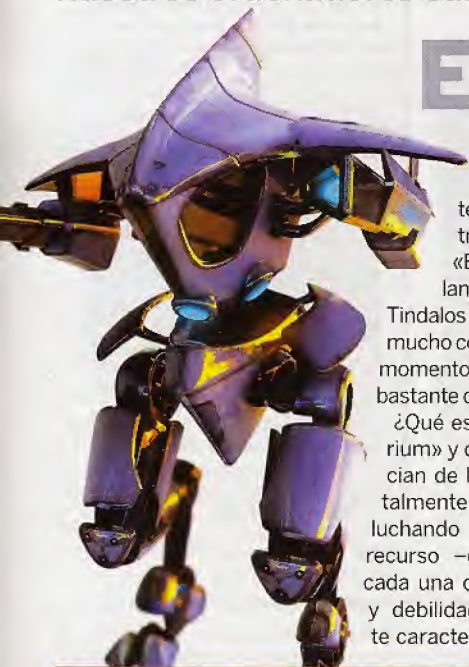 E
te
tr
«E
lan
Tindalos
mucho co
momento
bastante d
¿Qué es
rium» y c
cian de l
talmente
luchando
recurso –
cada una d
y debilidad
te caracte